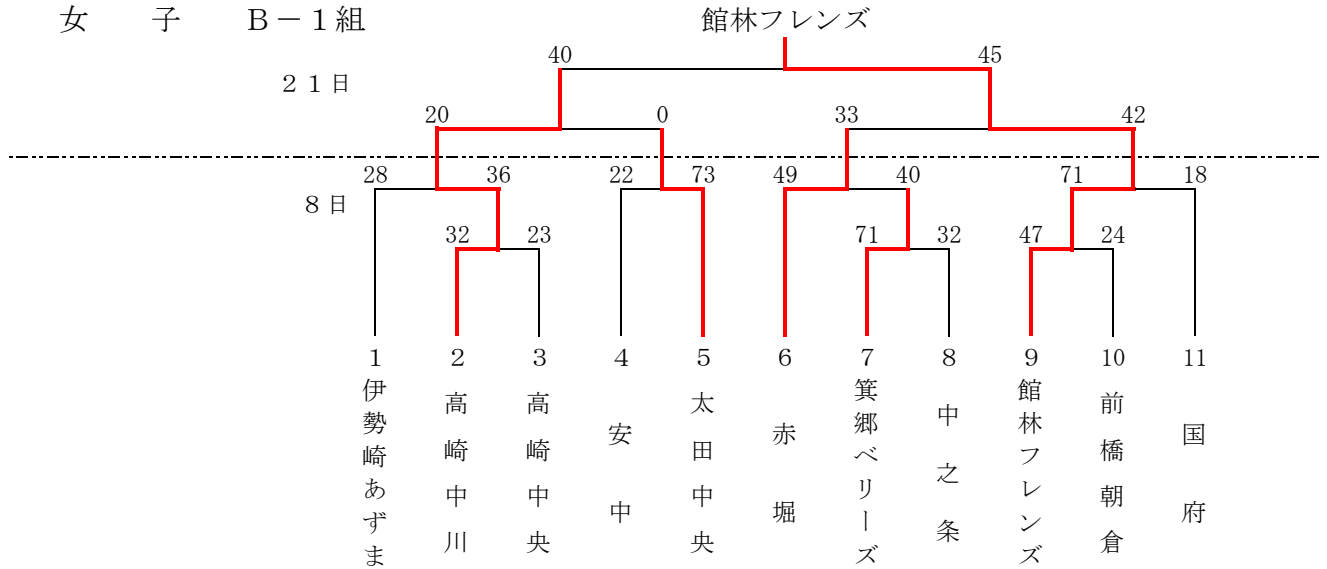 女 子 B－1組
館林フレンズ
40 45
21日
20 0 33 42
28 36 22 73 49 40 71 18
8日
32 23 71 32 47 24
1 2 3 4 5 6 7 8 9 10 11
伊勢崎あずま
高崎中川
高崎中央
安中
太田中央
赤堀
箕郷ベリーズ
中之条
館林フレンズ
前橋朝倉
国府